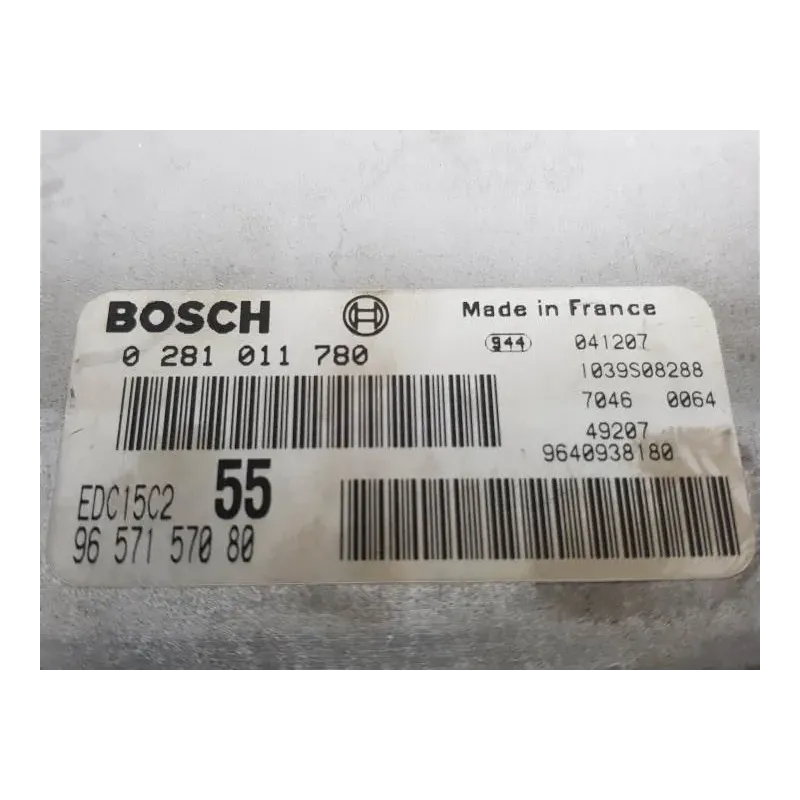 BOSCH
Made in France
0 281 011 780
944 041207
1039S08288
7046 0064
49207
9640938180
EDC15C2 55
96 571 570 80